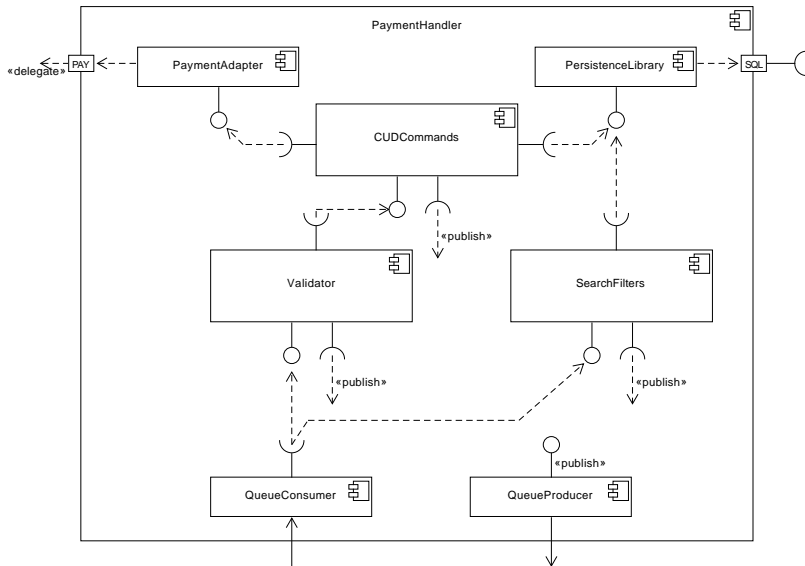 PaymentHandler
«delegate»
PAY
PaymentAdapter
PersistenceLibrary
SQL
CUDCommands
«publish»
Validator
SearchFilters
«publish»
«publish»
«publish»
QueueConsumer
QueueProducer